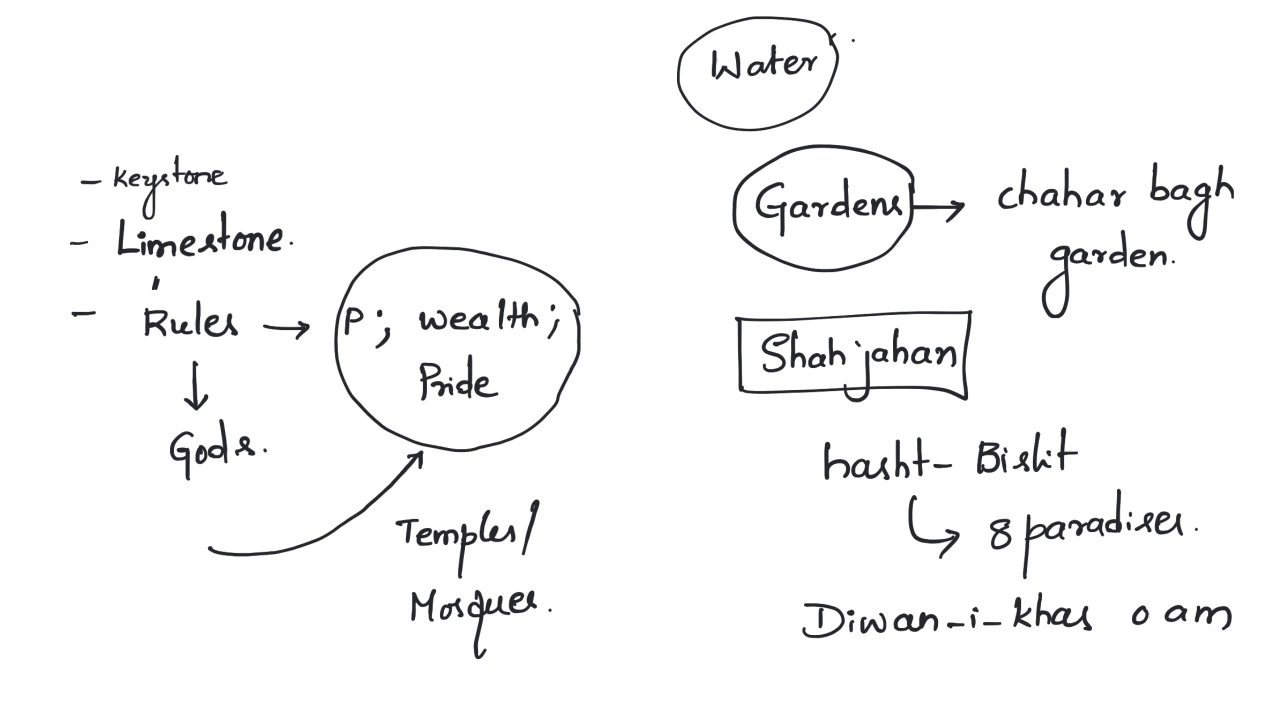 - Keystone
- Limestone.
- Rules → P; wealth;
Pride
↓
Gods.
Temples/
Mosques.
Water
Gardens → chahar bagh
garden.
Shah jahan
hasht- Bisht
↳ 8 paradises.
Diwan-i-khas o am